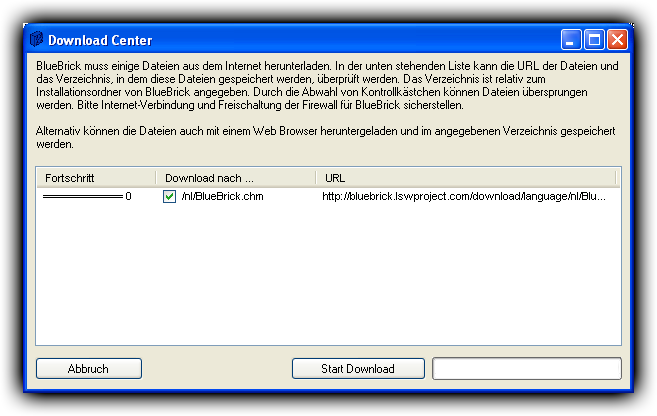 Download Center
BlueBrick muss einige Dateien aus dem Internet herunterladen. In der unten stehenden Liste kann die URL der Dateien und
das Verzeichnis, in dem diese Dateien gespeichert werden, überprüft werden. Das Verzeichnis ist relativ zum
Installationsordner von BlueBrick angegeben. Durch die Abwahl von Kontrollkästchen können Dateien übersprungen
werden. Bitte Internet-Verbindung und Freischaltung der Firewall für BlueBrick sicherstellen.
Alternativ können die Dateien auch mit einem Web Browser heruntergeladen und im angegebenen Verzeichnis gespeichert
werden.
Fortschritt Download nach ... URL
0 /nl/BlueBrick.chm http://bluebrick.lswproject.com/download/language/nl/Blu...
Abbruch Start Download